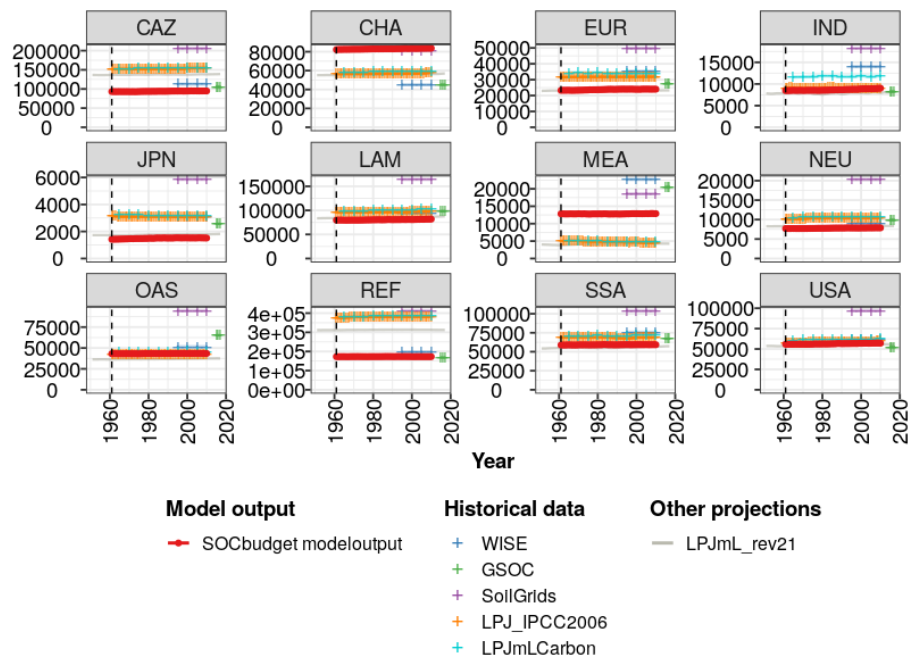 CAZ CHA EUR IND
200000 150000 100000 50000 0
80000 60000 40000 20000 0
50000 40000 30000 20000 10000 0
15000 10000 5000 0
JPN LAM MEA NEU
6000 4000 2000 0
150000 100000 50000 0
20000 15000 10000 5000 0
20000 15000 10000 5000 0
OAS REF SSA USA
75000 50000 25000 0
4e+05 3e+05 2e+05 1e+05 0e+00
100000 75000 50000 25000 0
100000 75000 50000 25000 0
1960 1980 2000 2020 1960 1980 2000 2020 1960 1980 2000 2020 1960 1980 2000 2020
Year
Model output Historical data Other projections
SOCbudget modeloutput WISE LPJmL_rev21
GSOC
SoilGrids
LPJ_IPCC2006
LPJmLCarbon